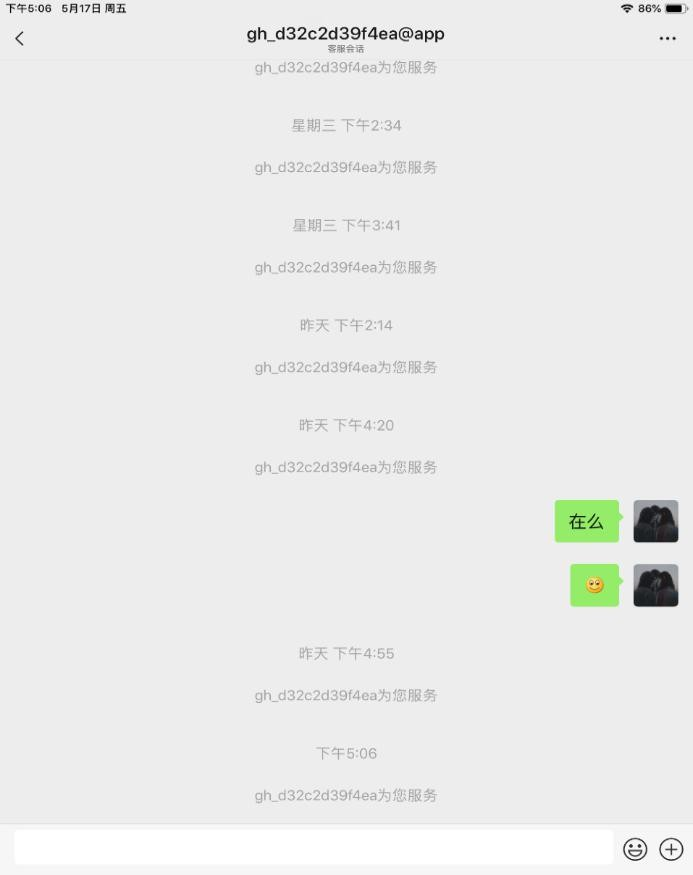 下午5:06 5月17日 周五
86%
gh_d32c2d39f4ea@app
客服会话
gh_d32c2d39f4ea为您服务
星期三 下午2:34
gh_d32c2d39f4ea为您服务
星期三 下午3:41
gh_d32c2d39f4ea为您服务
昨天 下午2:14
gh_d32c2d39f4ea为您服务
昨天 下午4:20
gh_d32c2d39f4ea为您服务
在么
昨天 下午4:55
gh_d32c2d39f4ea为您服务
下午5:06
gh_d32c2d39f4ea为您服务